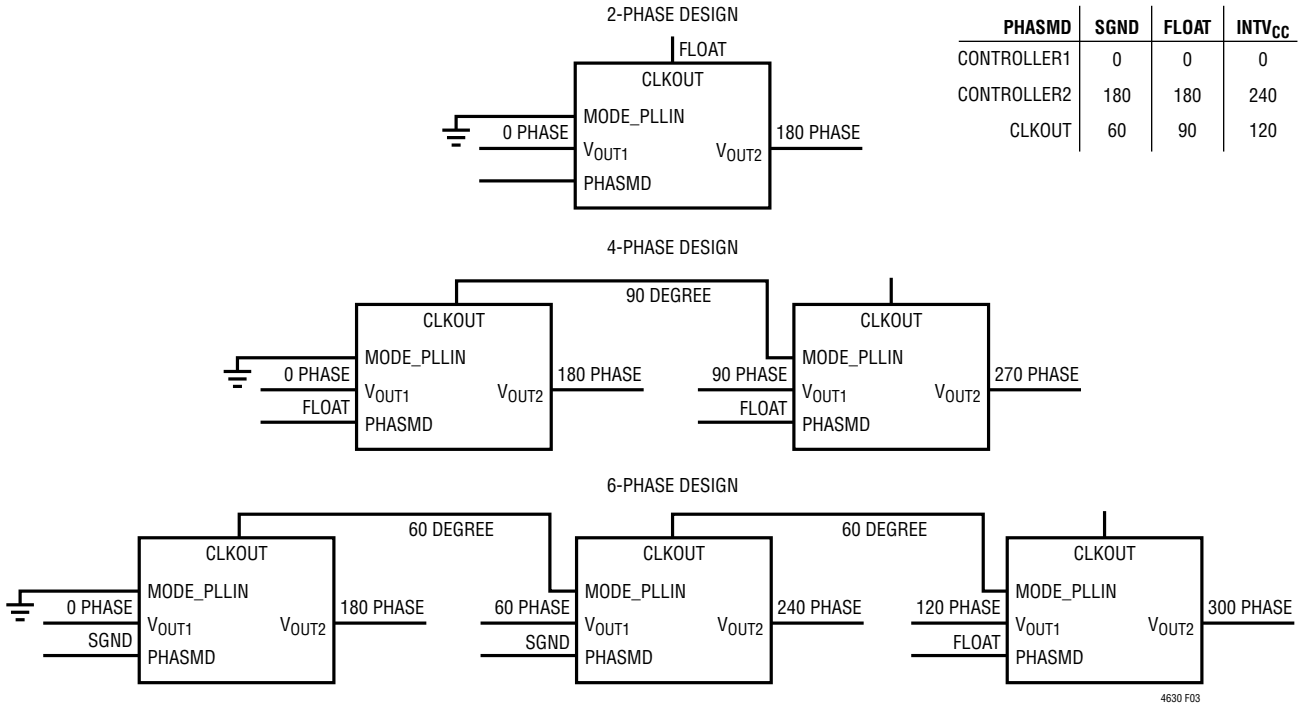 2-PHASE DESIGN
FLOAT
CLKOUT
MODE_PLLIN
0 PHASE
VOUT1
VOUT2
180 PHASE
PHASMD
PHASMD SGND FLOAT INTVCC
CONTROLLER1 0 0 0
CONTROLLER2 180 180 240
CLKOUT 60 90 120
4-PHASE DESIGN
90 DEGREE
CLKOUT
MODE_PLLIN
0 PHASE
VOUT1
VOUT2
180 PHASE
FLOAT
PHASMD
CLKOUT
MODE_PLLIN
90 PHASE
VOUT1
VOUT2
270 PHASE
FLOAT
PHASMD
6-PHASE DESIGN
60 DEGREE
60 DEGREE
CLKOUT
MODE_PLLIN
0 PHASE
VOUT1
VOUT2
180 PHASE
SGND
PHASMD
CLKOUT
MODE_PLLIN
60 PHASE
VOUT1
VOUT2
240 PHASE
SGND
PHASMD
CLKOUT
MODE_PLLIN
120 PHASE
VOUT1
VOUT2
300 PHASE
FLOAT
PHASMD
4630 F03